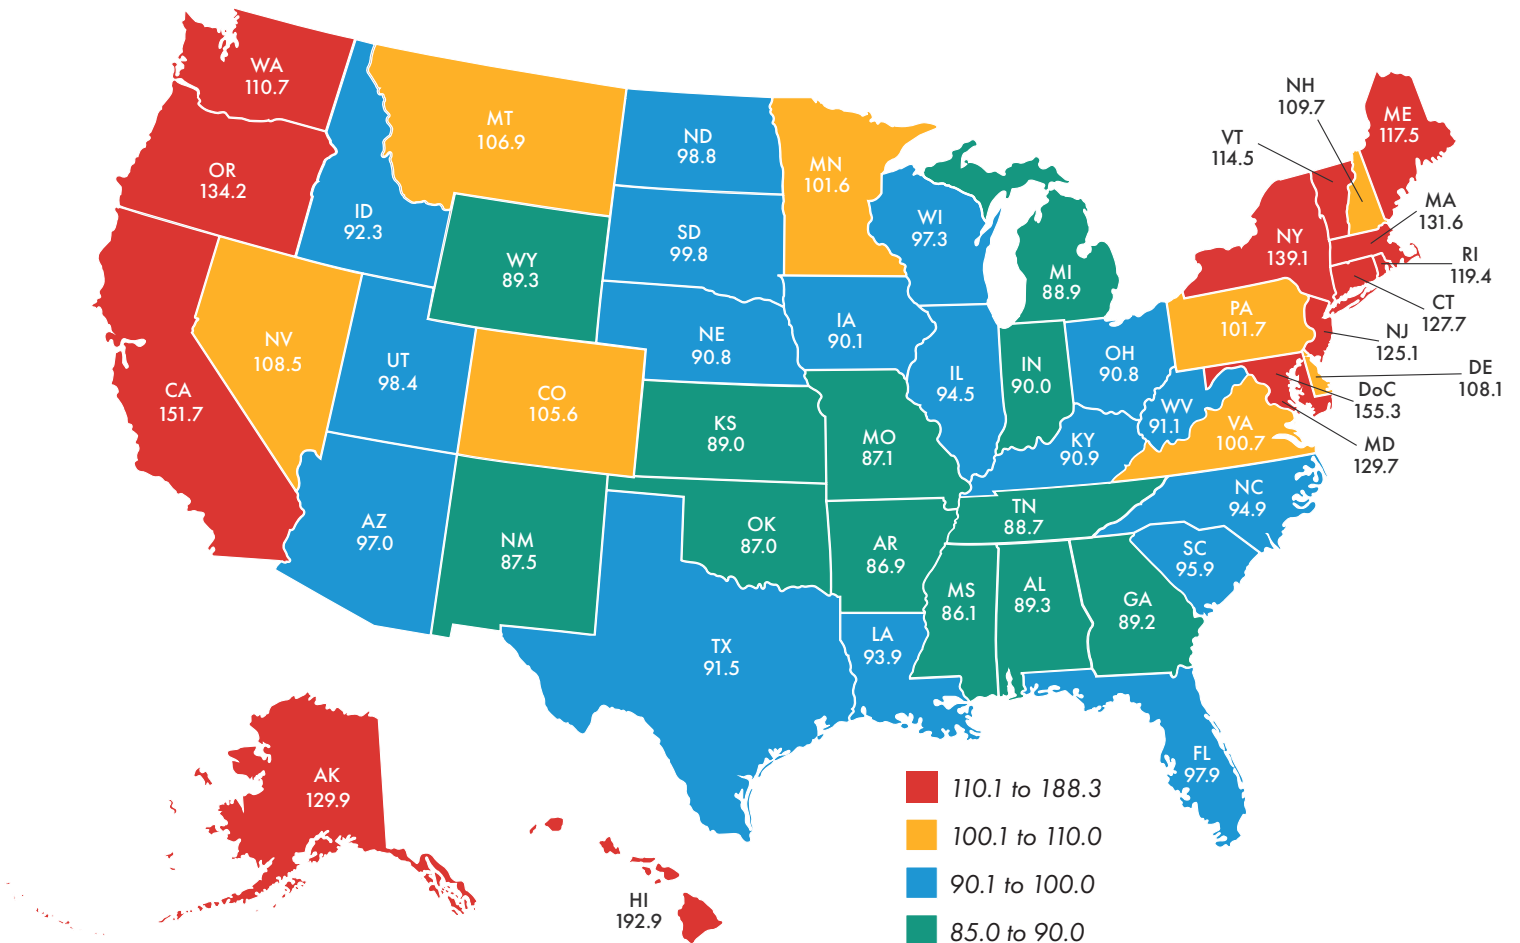 WA
110.7
OR
134.2
CA
151.7
ID
92.3
NV
108.5
MT
106.9
WY
89.3
UT
98.4
AZ
97.0
CO
105.6
NM
87.5
ND
98.8
SD
99.8
NE
90.8
KS
89.0
OK
87.0
TX
91.5
MN
101.6
IA
90.1
MO
87.1
AR
86.9
LA
93.9
WI
97.3
IL
94.5
MI
88.9
IN
90.0
OH
90.8
KY
90.9
TN
88.7
MS
86.1
AL
89.3
GA
89.2
FL
97.9
SC
95.9
NC
94.9
VA
100.7
WV
91.1
PA
101.7
NY
139.1
VT
114.5
NH
109.7
ME
117.5
MA
131.6
RI
119.4
CT
127.7
NJ
125.1
DE
108.1
DoC
155.3
MD
129.7
AK
129.9
HI
192.9
110.1 to 188.3
100.1 to 110.0
90.1 to 100.0
85.0 to 90.0